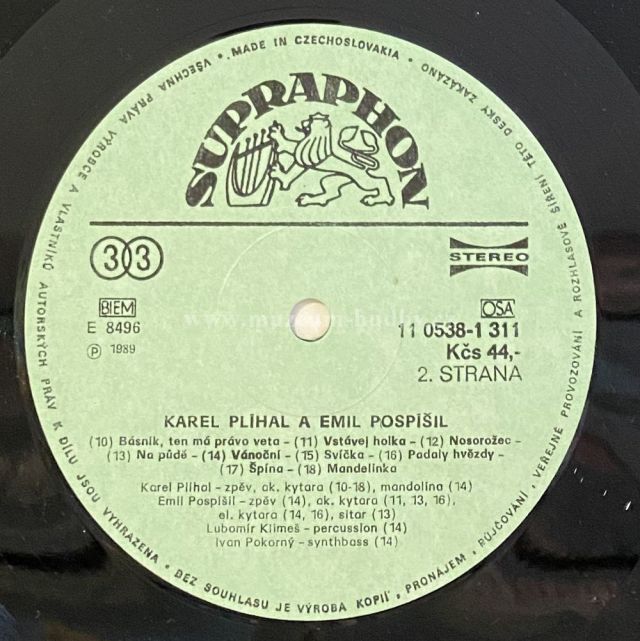 VŠECHNA PRÁVA VÝROBCE A VLASTNÍKŮ AUTORSKÝCH PRÁV K DÍLU JSOU VYHRAZENA • BEZ SOUHLASU JE VÝROBA KOPIÍ, PRONÁJEM • PŮJČOVÁNÍ • VEŘEJNÉ PROVOZOVÁNÍ A ROZHLASOVÉ ŠÍŘENÍ TÉTO DESKY ZAKÁZÁNO • MADE IN CZECHOSLOVAKIA •
SUPRAPHON
33
STEREO
BIEM
OSA
E 8496
11 0538-1 311
Ⓟ 1989
Kčs 44,-
2. STRANA
KAREL PLÍHAL A EMIL POSPÍŠIL
(10) Básník, ten má právo veta – (11) Vstávej holka – (12) Nosorožec –
(13) Na půdě – (14) Vánoční – (15) Svíčka – (16) Padaly hvězdy –
(17) Špína – (18) Mandelinka
Karel Plíhal – zpěv, ak. kytara (10-18), mandolína (14)
Emil Pospíšil – zpěv (14), ak. kytara (11, 13, 16),
el. kytara (14, 16), sitar (13)
Lubomír Klimeš – percussion (14)
Ivan Pokorný – synthbass (14)